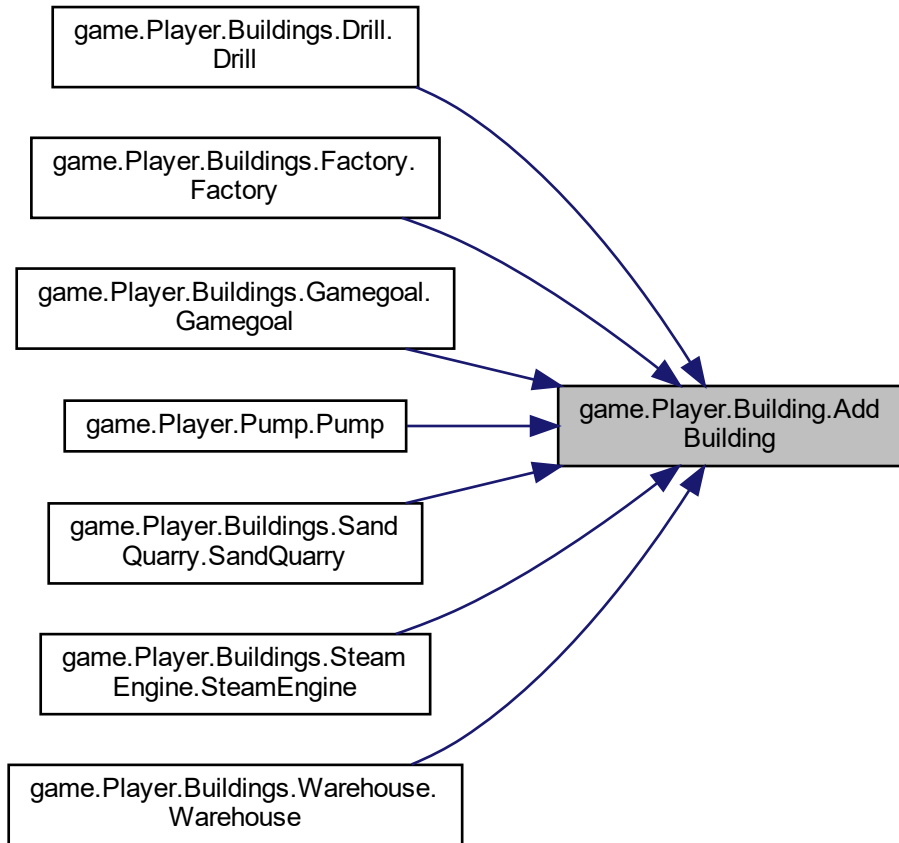 game.Player.Buildings.Drill.
Drill
game.Player.Buildings.Factory.
Factory
game.Player.Buildings.Gamegoal.
Gamegoal
game.Player.Building.Add
Building
game.Player.Pump.Pump
game.Player.Buildings.Sand
Quarry.SandQuarry
game.Player.Buildings.Steam
Engine.SteamEngine
game.Player.Buildings.Warehouse.
Warehouse